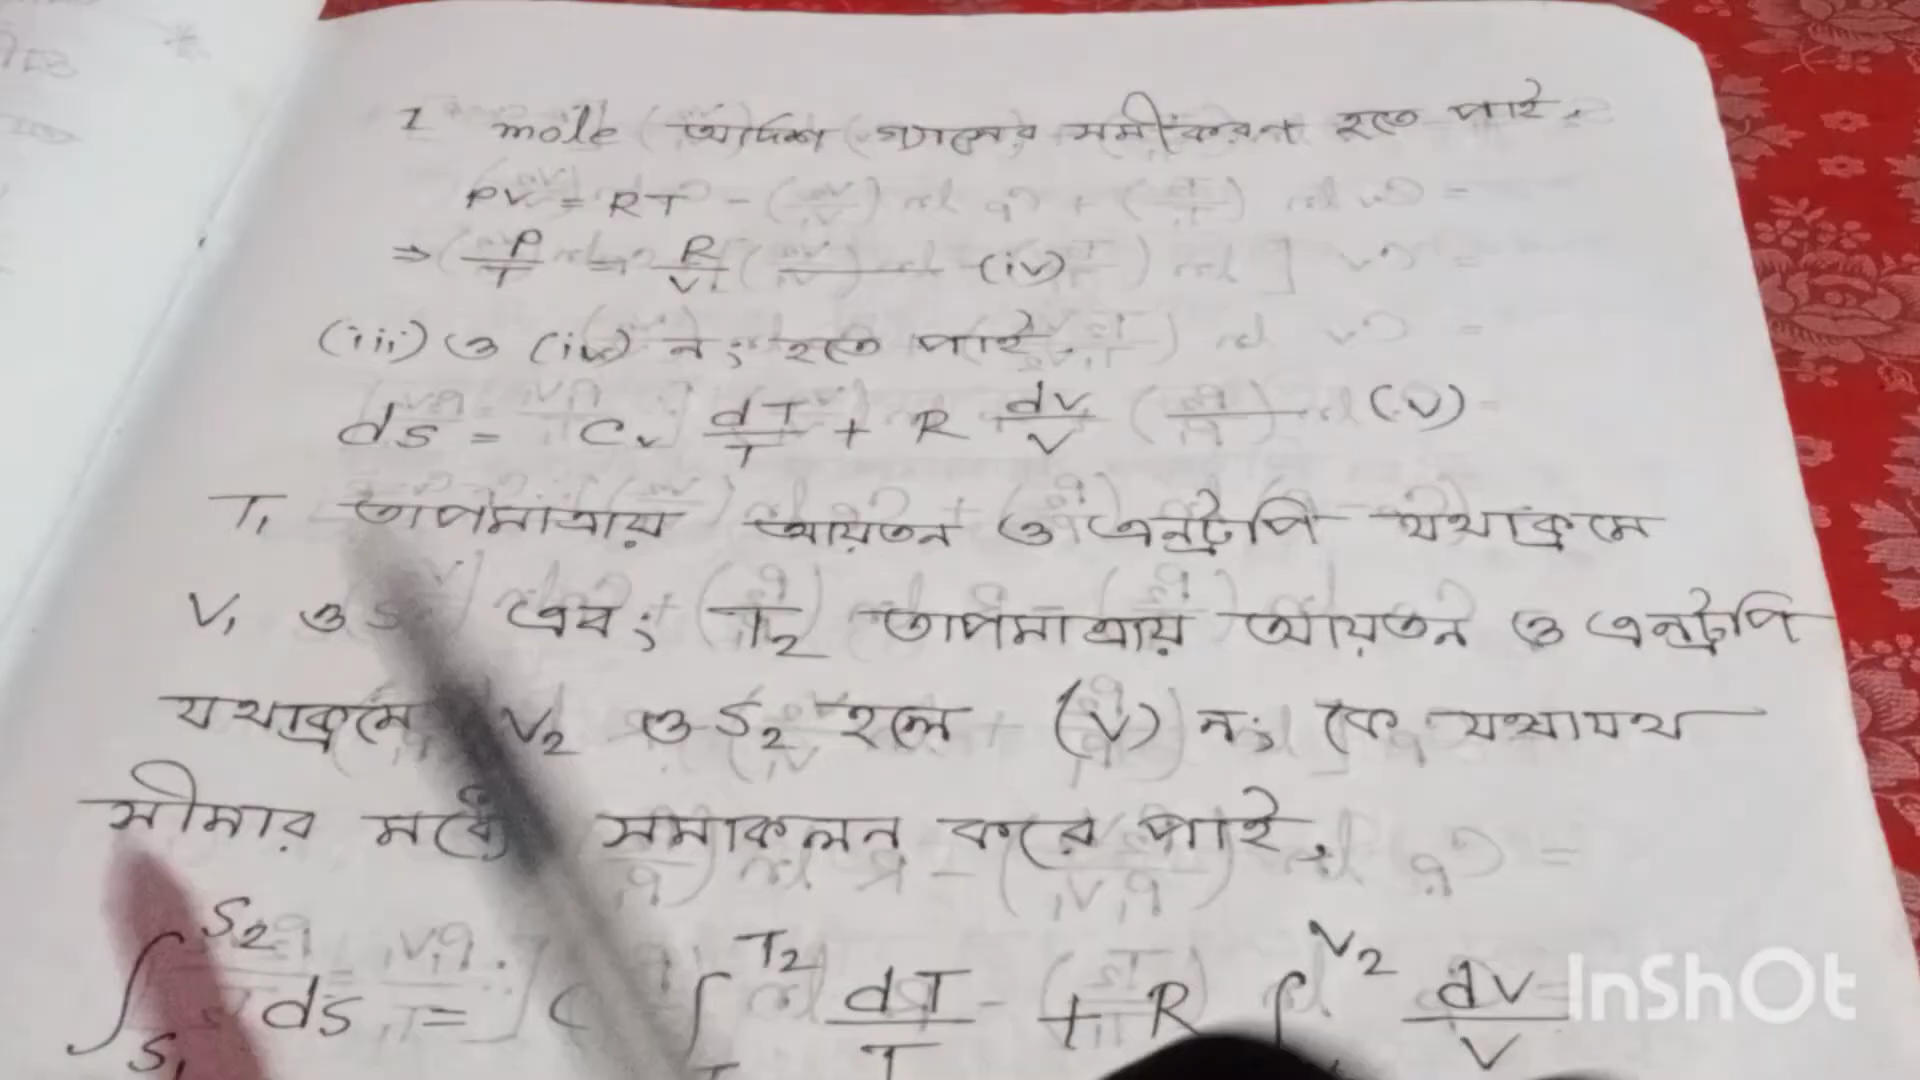 1 mole আদর্শ গ্যাসের সমীকরণ হতে পাই,
PV = RT
⇒ P/T = R/V —— (iv)
(iii) ও (iv) নং হতে পাই,
ds = Cv dT/T + R dv/v —— (v)
T₁ তাপমাত্রায় আয়তন ও এনট্রপি যথাক্রমে
V₁ ও S এবং T₂ তাপমাত্রায় আয়তন ও এনট্রপি
যথাক্রমে V₂ ও S₂ হলে (v) নং কে যথাযথ
সীমার মধ্যে সমাকলন করে পাই,
∫S₁^S₂ ds = C ∫T^T₂ dT/T + R ∫^V₂ dv/v
InShOt